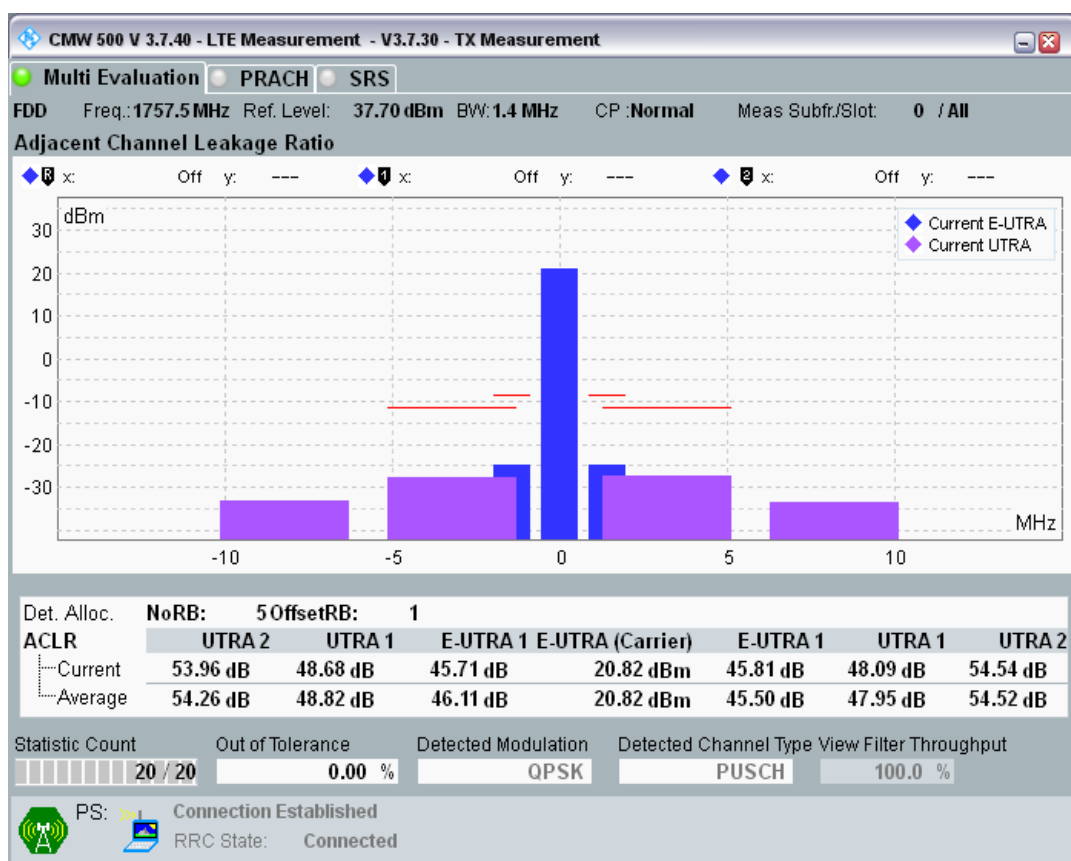 CMW 500 V 3.7.40 - LTE Measurement - V3.7.30 - TX Measurement
Multi Evaluation PRACH SRS
FDD Freq.: 1757.5 MHz Ref. Level: 37.70 dBm BW: 1.4 MHz CP : Normal Meas Subfr./Slot: 0 / All
Adjacent Channel Leakage Ratio
R x: Off y: --- 1 x: Off y: --- 2 x: Off y: ---
dBm
Current E-UTRA
Current UTRA
30
20
10
0
-10
-20
-30
MHz
-10 -5 0 5 10
Det. Alloc. NoRB: 5 OffsetRB: 1
ACLR UTRA 2 UTRA 1 E-UTRA 1 E-UTRA (Carrier) E-UTRA 1 UTRA 1 UTRA 2
Current 53.96 dB 48.68 dB 45.71 dB 20.82 dBm 45.81 dB 48.09 dB 54.54 dB
Average 54.26 dB 48.82 dB 46.11 dB 20.82 dBm 45.50 dB 47.95 dB 54.52 dB
Statistic Count Out of Tolerance Detected Modulation Detected Channel Type View Filter Throughput
20 / 20 0.00 % QPSK PUSCH 100.0 %
PS: Connection Established
RRC State: Connected